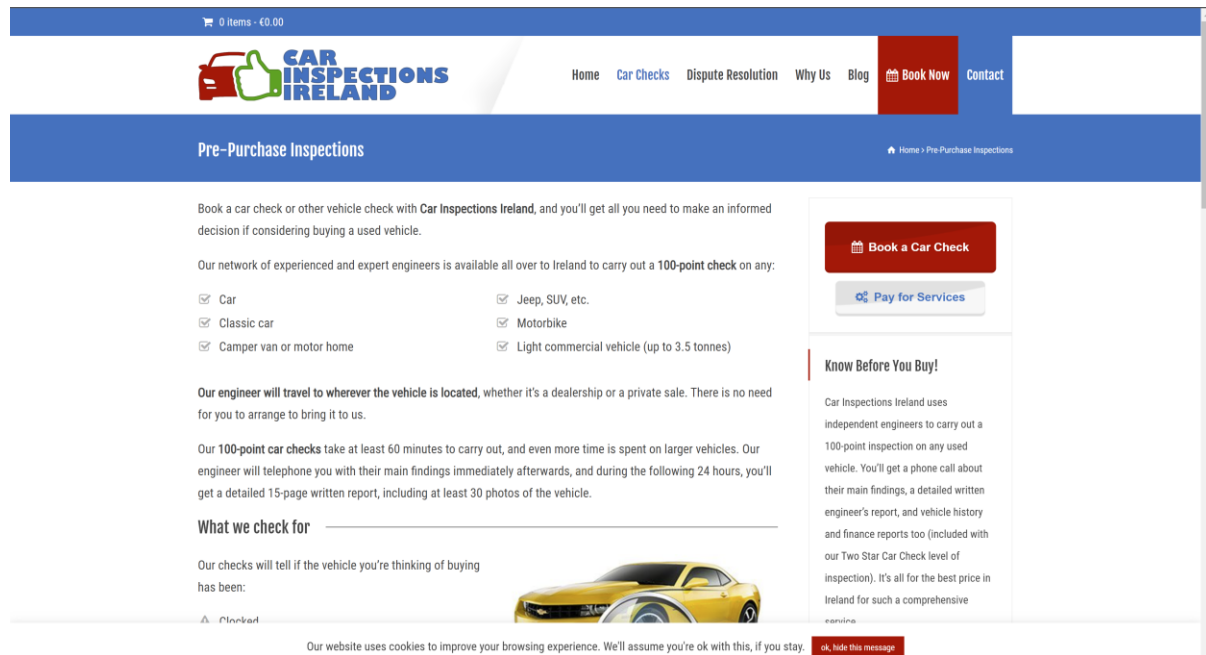 0 items - €0.00
CAR
INSPECTIONS
IRELAND
Home Car Checks Dispute Resolution Why Us Blog Book Now Contact
Pre-Purchase Inspections
Home › Pre-Purchase Inspections
Book a car check or other vehicle check with Car Inspections Ireland, and you'll get all you need to make an informed
decision if considering buying a used vehicle.
Our network of experienced and expert engineers is available all over to Ireland to carry out a 100-point check on any:
Car
Classic car
Camper van or motor home
Jeep, SUV, etc.
Motorbike
Light commercial vehicle (up to 3.5 tonnes)
Our engineer will travel to wherever the vehicle is located, whether it's a dealership or a private sale. There is no need
for you to arrange to bring it to us.
Our 100-point car checks take at least 60 minutes to carry out, and even more time is spent on larger vehicles. Our
engineer will telephone you with their main findings immediately afterwards, and during the following 24 hours, you'll
get a detailed 15-page written report, including at least 30 photos of the vehicle.
What we check for
Our checks will tell if the vehicle you're thinking of buying
has been:
Clocked
Book a Car Check
Pay for Services
Know Before You Buy!
Car Inspections Ireland uses
independent engineers to carry out a
100-point inspection on any used
vehicle. You'll get a phone call about
their main findings, a detailed written
engineer's report, and vehicle history
and finance reports too (included with
our Two Star Car Check level of
inspection). It's all for the best price in
Ireland for such a comprehensive
service
Our website uses cookies to improve your browsing experience. We'll assume you're ok with this, if you stay. ok, hide this message